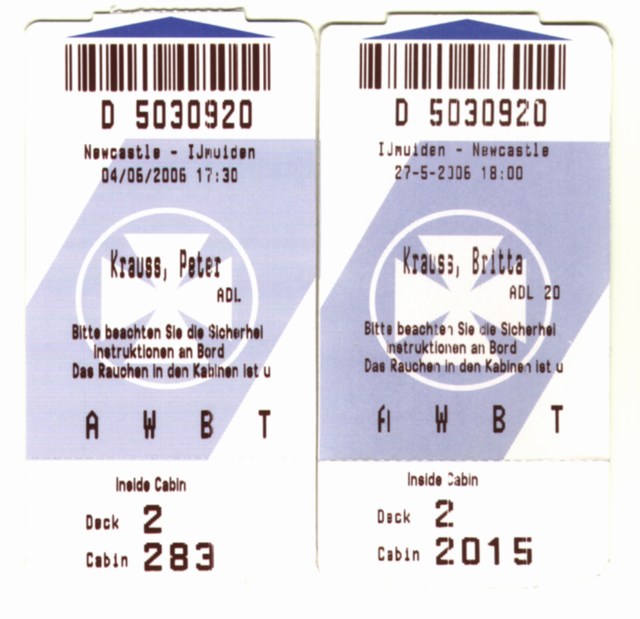 D 5030920
Newcastle - IJmuiden
04/06/2006 17:30
Krauss, Peter
ADL
Bitte beachten Sie die Sicherhei
instruktionen an Bord
Das Rauchen in den Kabinen ist u
A W B T
Inside Cabin
Deck 2
Cabin 283
D 5030920
IJmuiden - Newcastle
27-5-2006 18:00
Krauss, Britta
ADL 20
Bitte beachten Sie die Sicherhei
instruktionen an Bord
Das Rauchen in den Kabinen ist u
A W B T
Inside Cabin
Deck 2
Cabin 2015